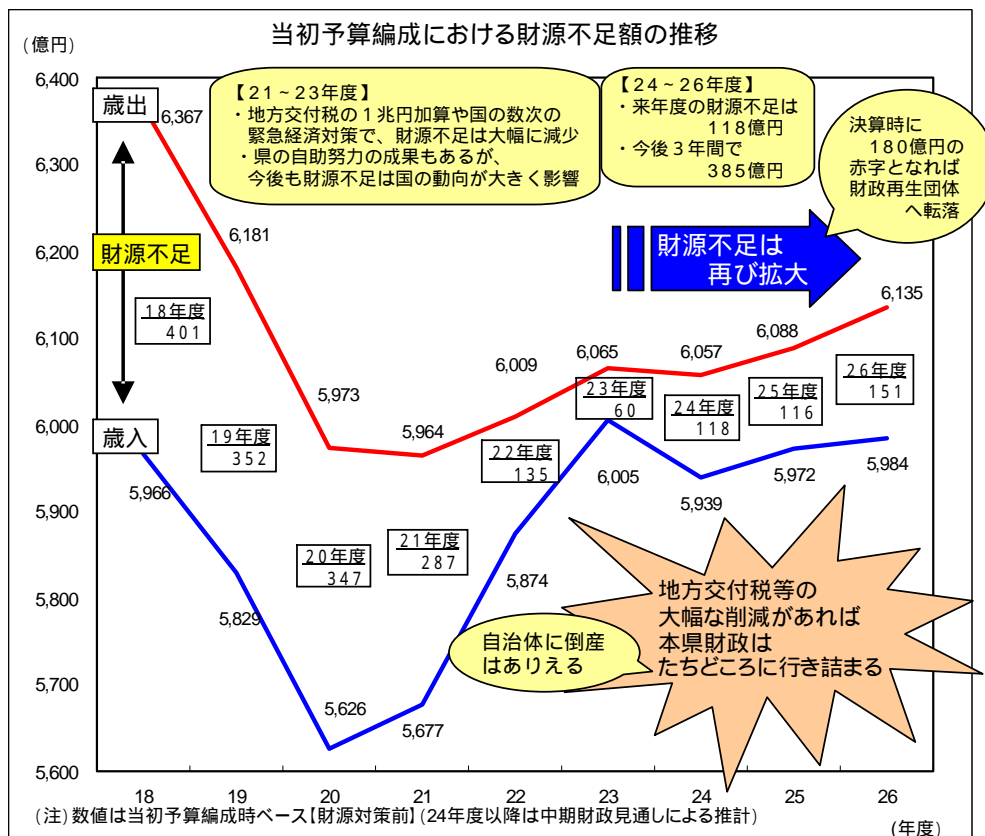 当初予算編成における財源不足額の推移
(億円)
6,400
6,300
6,200
6,100
6,000
5,900
5,800
5,700
5,600
歳出
財源不足
歳入
【21~23年度】
・地方交付税の1兆円加算や国の数次の
緊急経済対策で、財源不足は大幅に減少
・県の自助努力の成果もあるが、
今後も財源不足は国の動向が大きく影響
【24~26年度】
・来年度の財源不足は
118億円
・今後3年間で
385億円
決算時に
180億円の
赤字となれば
財政再生団体
へ転落
財源不足は
再び拡大
6,367
6,181
5,973
5,964
6,009
6,065
6,057
6,088
6,135
18年度
401
19年度
352
20年度
347
21年度
287
22年度
135
23年度
60
24年度
118
25年度
116
26年度
151
5,966
5,829
5,626
5,677
5,874
6,005
5,939
5,972
5,984
自治体に倒産
はありえる
地方交付税等の
大幅な削減があれば
本県財政は
たちどころに行き詰まる
18 19 20 21 22 23 24 25 26
(注)数値は当初予算編成時ベース【財源対策前】(24年度以降は中期財政見通しによる推計)
(年度)